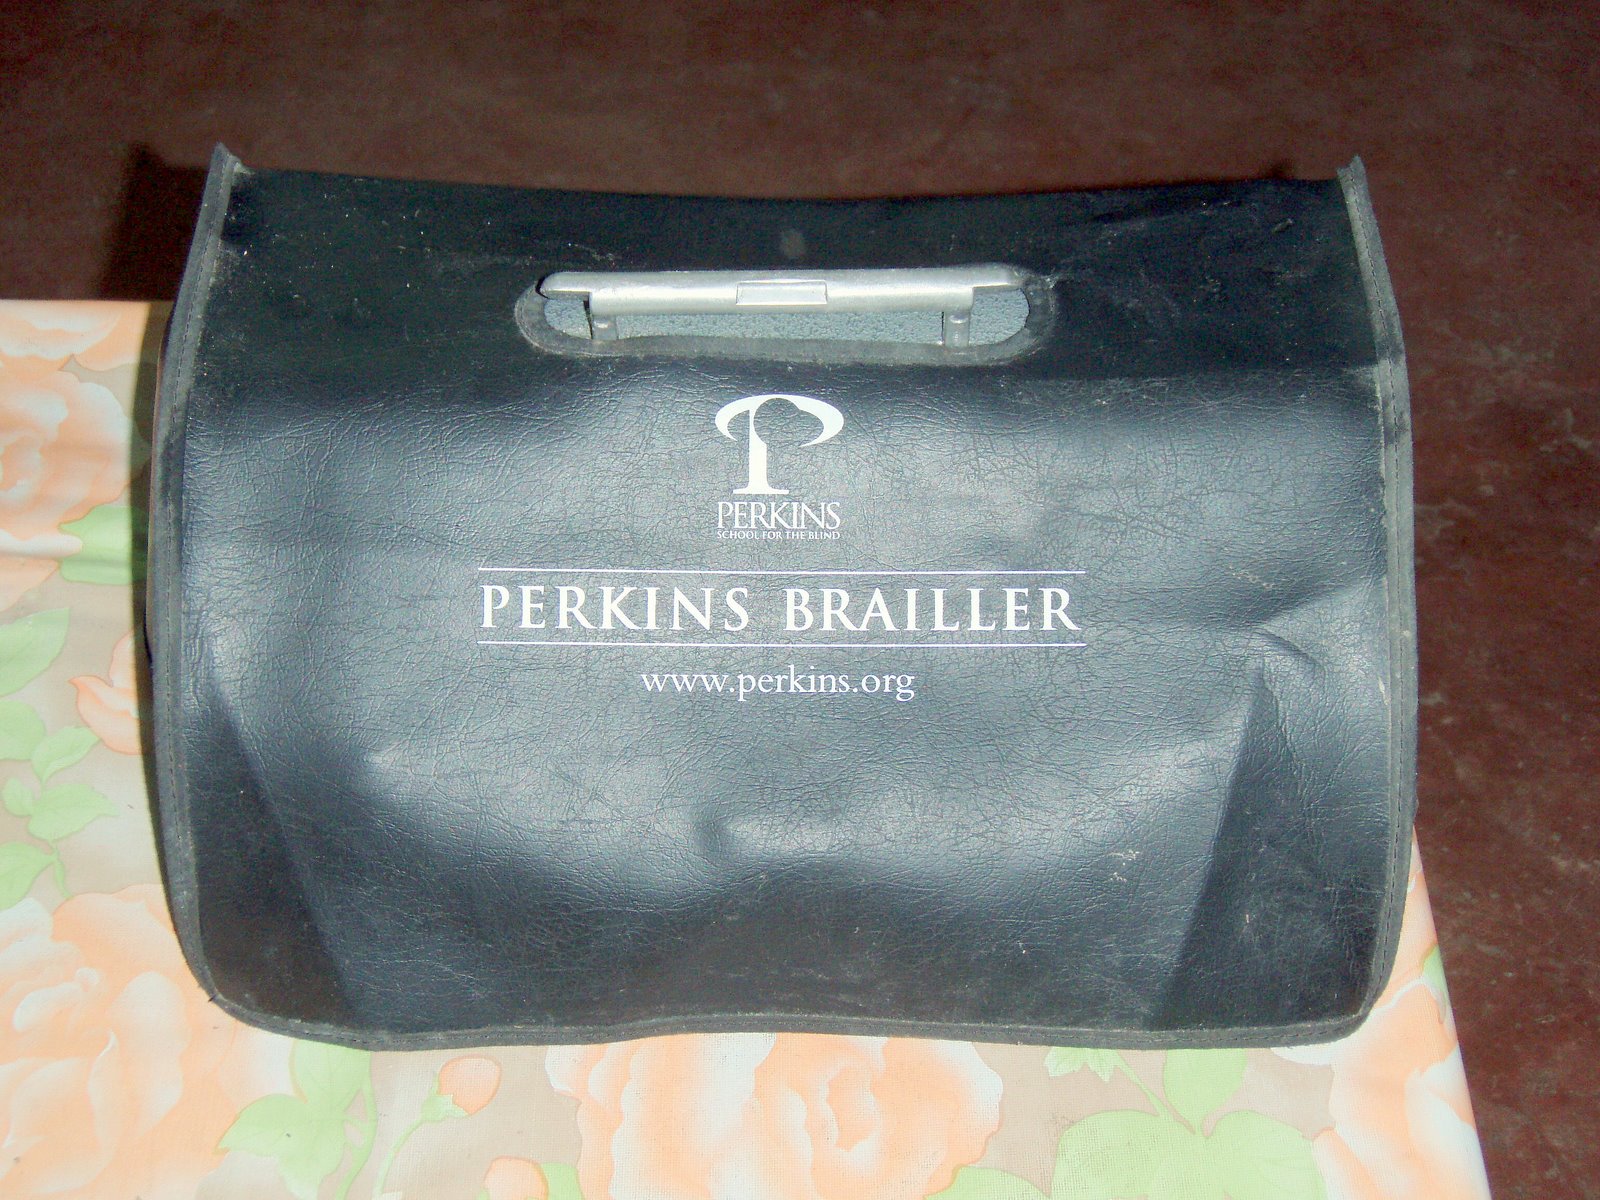 PERKINS
SCHOOL FOR THE BLIND
PERKINS BRAILLER
www.perkins.org